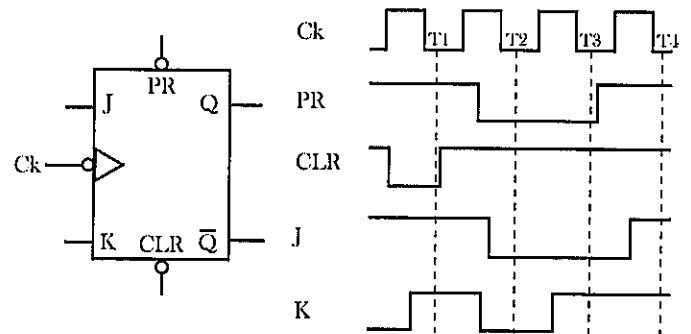 PR
J Q
Ck
K CLR Q̅
Ck T1 T2 T3 T4
PR
CLR
J
K